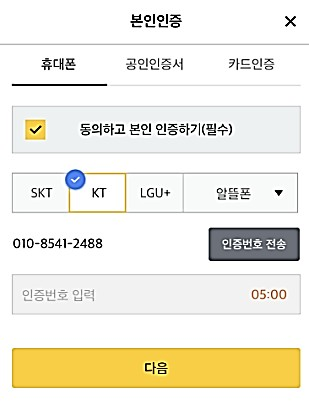 본인인증
휴대폰 공인인증서 카드인증
동의하고 본인 인증하기(필수)
SKT KT LGU+ 알뜰폰
010-8541-2488 인증번호 전송
인증번호 입력 05:00
다음